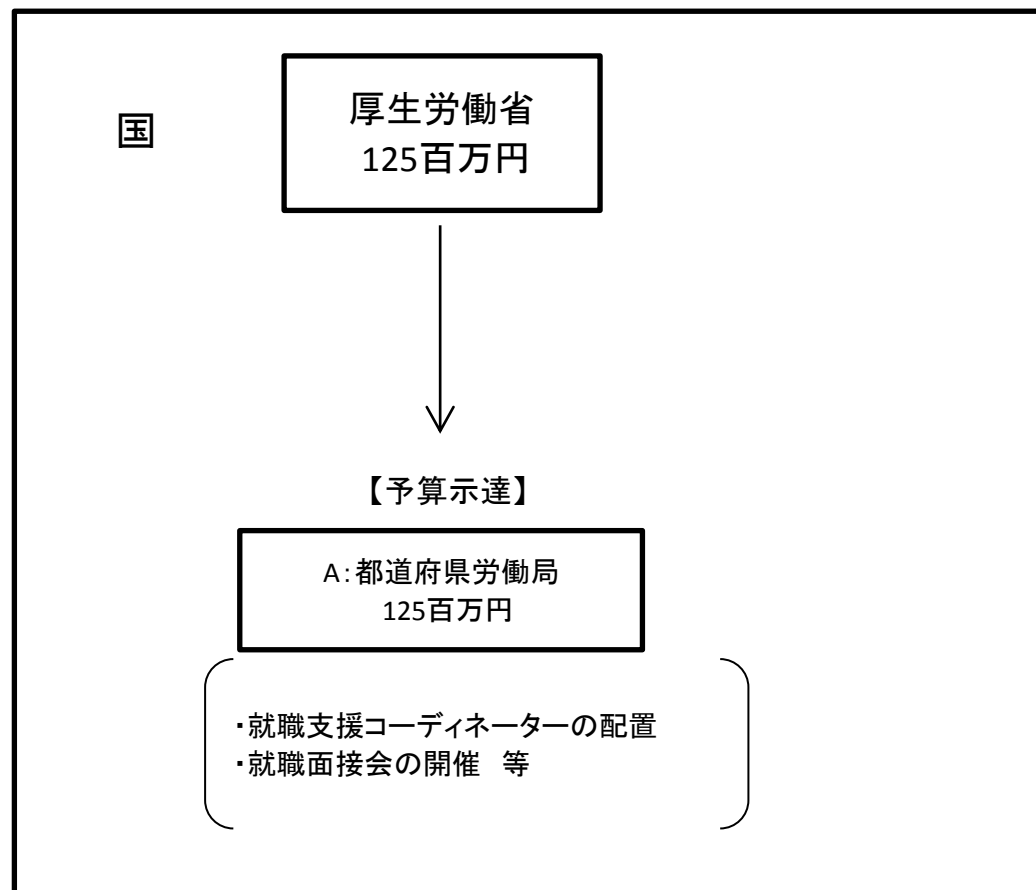 国
厚生労働省
125百万円
【予算示達】
A：都道府県労働局
125百万円
・就職支援コーディネーターの配置
・就職面接会の開催　等